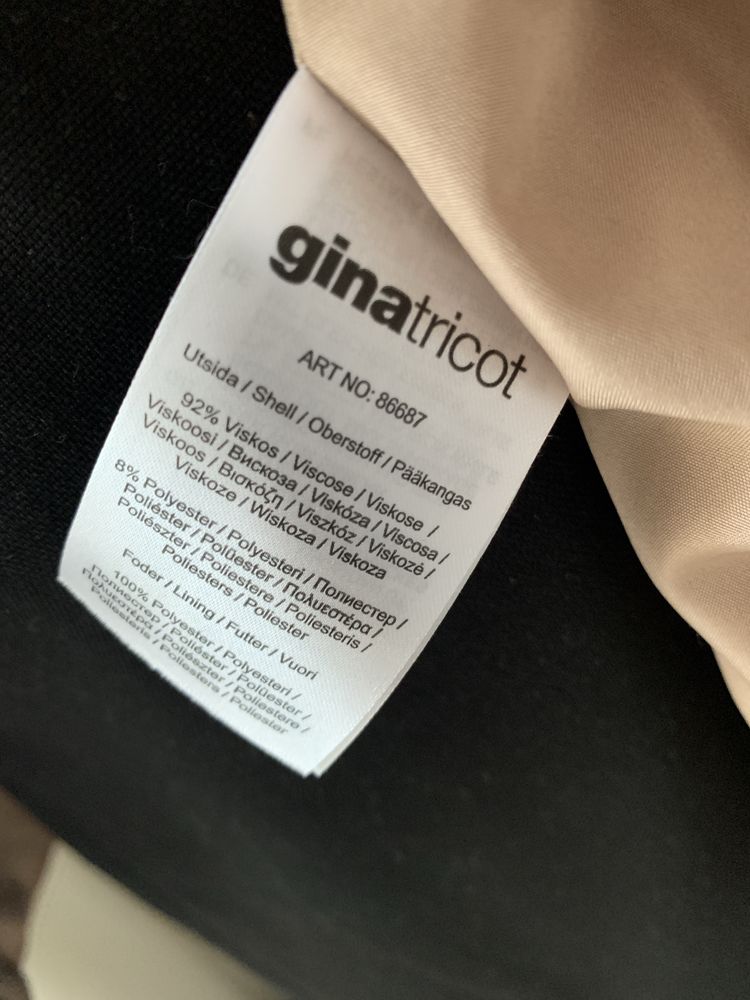 ginatricot
ART NO: 86687
Utsida / Shell / Oberstoff / Pääkangas
92% Viskos / Viscose / Viskose /
Viskoosi / Вискоза / Viskóza / Viscosa /
Viskoos / Βισκόζη / Viszkóz / Viskozė /
Viskoze / Wiskoza / Viskoza
8% Polyester / Polyesteri / Полиестер /
Poliéster / Polüester / Πολυεστέρα /
Poliészter / Poliestere / Poliesteris /
Poliesters / Poliester
Foder / Lining / Futter / Vuori
100% Polyester / Polyesteri /
Полиестер / Poliéster / Polüester /
Πολυεστέρα / Poliészter / Poliestere /
Poliesteris / Poliesters / Poliester